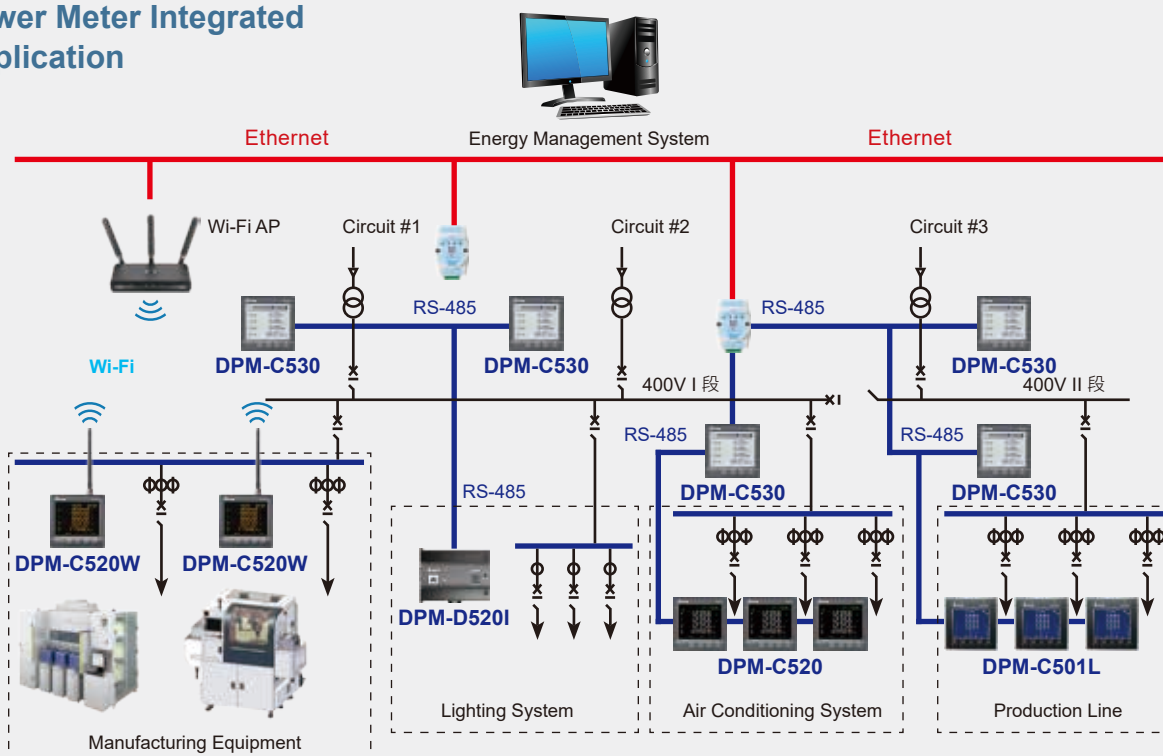 wer Meter Integrated
plication
Ethernet
Energy Management System
Ethernet
Wi-Fi AP
Circuit #1
Circuit #2
Circuit #3
RS-485
RS-485
Wi-Fi
DPM-C530
DPM-C530
DPM-C530
400V I 段
400V II 段
RS-485
RS-485
DPM-C530
DPM-C530
RS-485
DPM-C520W
DPM-C520W
DPM-D520I
DPM-C520
DPM-C501L
Lighting System
Air Conditioning System
Production Line
Manufacturing Equipment